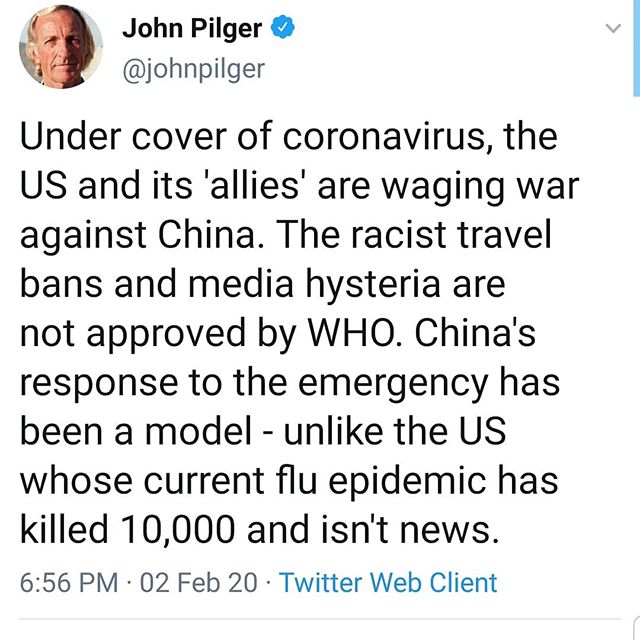 John Pilger
@johnpilger
Under cover of coronavirus, the
US and its 'allies' are waging war
against China. The racist travel
bans and media hysteria are
not approved by WHO. China's
response to the emergency has
been a model - unlike the US
whose current flu epidemic has
killed 10,000 and isn't news.
6:56 PM · 02 Feb 20 · Twitter Web Client